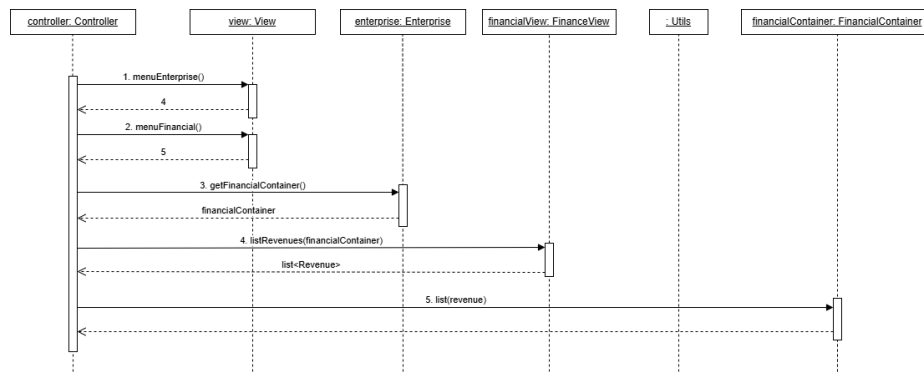 controller: Controller
view: View
enterprise: Enterprise
financialView: FinanceView
: Utils
financialContainer: FinancialContainer
1. menuEnterprise()
4
2. menuFinancial()
5
3. getFinancialContainer()
financialContainer
4. listRevenues(financialContainer)
list<Revenue>
5. list(revenue)